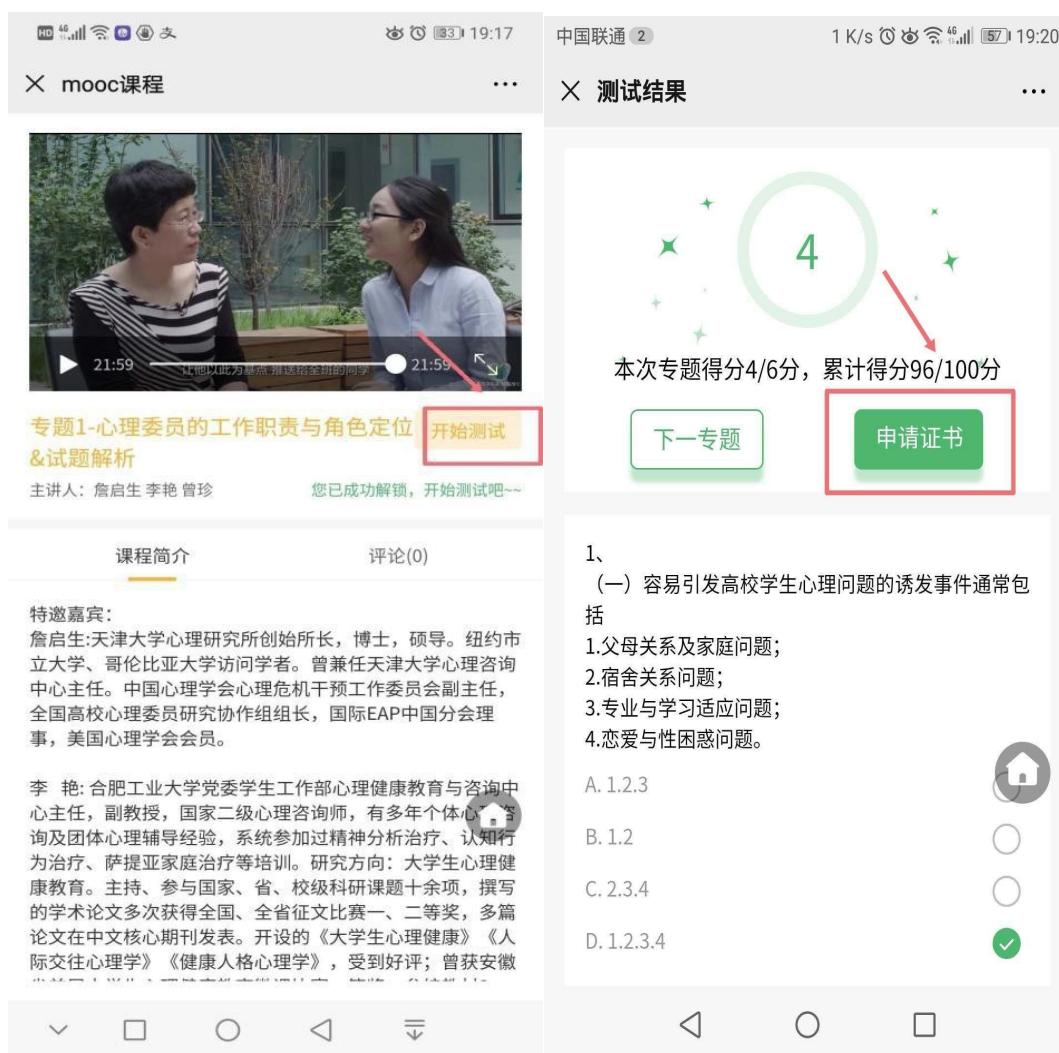 HD 4G 支 33 19:17
mooc课程
让他以此为基点 推送给全班的同学
21:59 21:59
专题1-心理委员的工作职责与角色定位
&试题解析
开始测试
主讲人：詹启生 李艳 曾珍
您已成功解锁，开始测试吧~~
课程简介 评论(0)
特邀嘉宾：
詹启生:天津大学心理研究所创始所长，博士，硕导。纽约市
立大学、哥伦比亚大学访问学者。曾兼任天津大学心理咨询
中心主任。中国心理学会心理危机干预工作委员会副主任，
全国高校心理委员研究协作组组长，国际EAP中国分会理
事，美国心理学会会员。
李 艳: 合肥工业大学党委学生工作部心理健康教育与咨询中
心主任，副教授，国家二级心理咨询师，有多年个体心理咨
询及团体心理辅导经验，系统参加过精神分析治疗、认知行
为治疗、萨提亚家庭治疗等培训。研究方向：大学生心理健
康教育。主持、参与国家、省、校级科研课题十余项，撰写
的学术论文多次获得全国、全省征文比赛一、二等奖，多篇
论文在中文核心期刊发表。开设的《大学生心理健康》《人
际交往心理学》《健康人格心理学》，受到好评；曾获安徽
中国联通 2 1 K/s 4G 57 19:20
测试结果
4
本次专题得分4/6分，累计得分96/100分
下一专题 申请证书
1、
（一）容易引发高校学生心理问题的诱发事件通常包
括
1.父母关系及家庭问题；
2.宿舍关系问题；
3.专业与学习适应问题；
4.恋爱与性困惑问题。
A. 1.2.3
B. 1.2
C. 2.3.4
D. 1.2.3.4